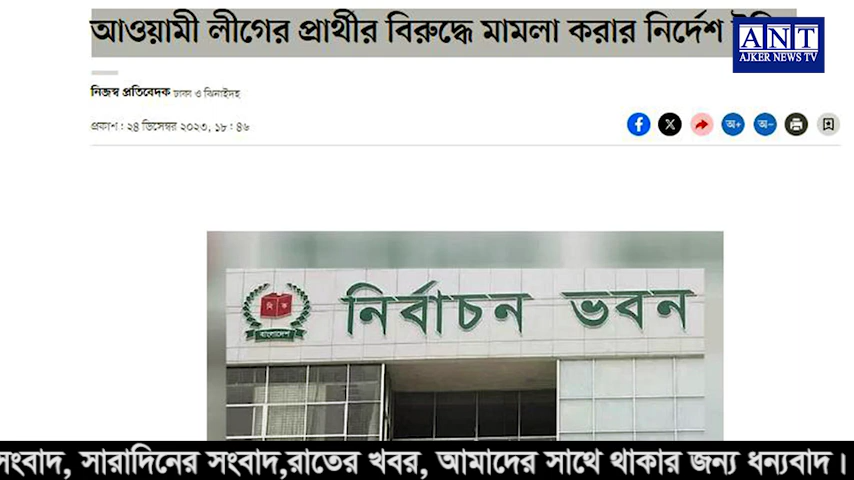 আওয়ামী লীগের প্রার্থীর বিরুদ্ধে মামলা করার নির্দেশ
ANT
AJKER NEWS TV
নিজস্ব প্রতিবেদক ঢাকা ও ঝিনাইদহ
প্রকাশ : ২৪ ডিসেম্বর ২০২৩, ১৮ : ৪৬
f X অ+ অ-
নির্বাচন ভবন
নি ক
বাংলাদেশ
সংবাদ, সারাদিনের সংবাদ,রাতের খবর, আমাদের সাথে থাকার জন্য ধন্যবাদ।